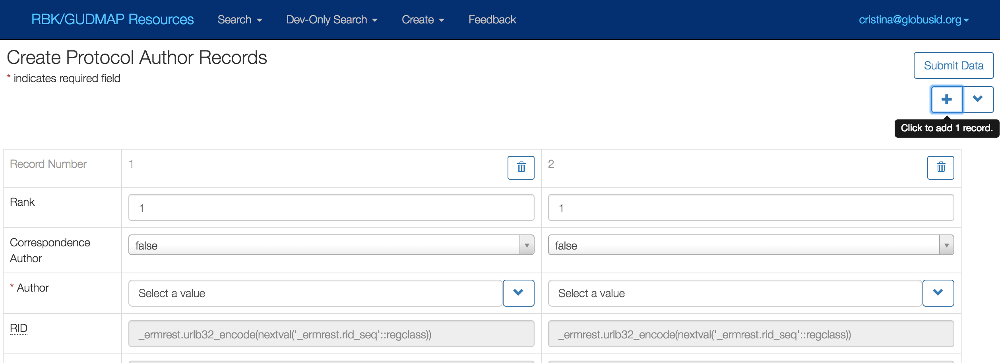 RBK/GUDMAP Resources Search Dev-Only Search Create Feedback cristina@globusid.org
Create Protocol Author Records
Submit Data
* indicates required field
Click to add 1 record.
Record Number 1 2
Rank 1 1
Correspondence Author false false
* Author Select a value Select a value
RID _ermrest.urlb32_encode(nextval('_ermrest.rid_seq'::regclass)) _ermrest.urlb32_encode(nextval('_ermrest.rid_seq'::regclass))